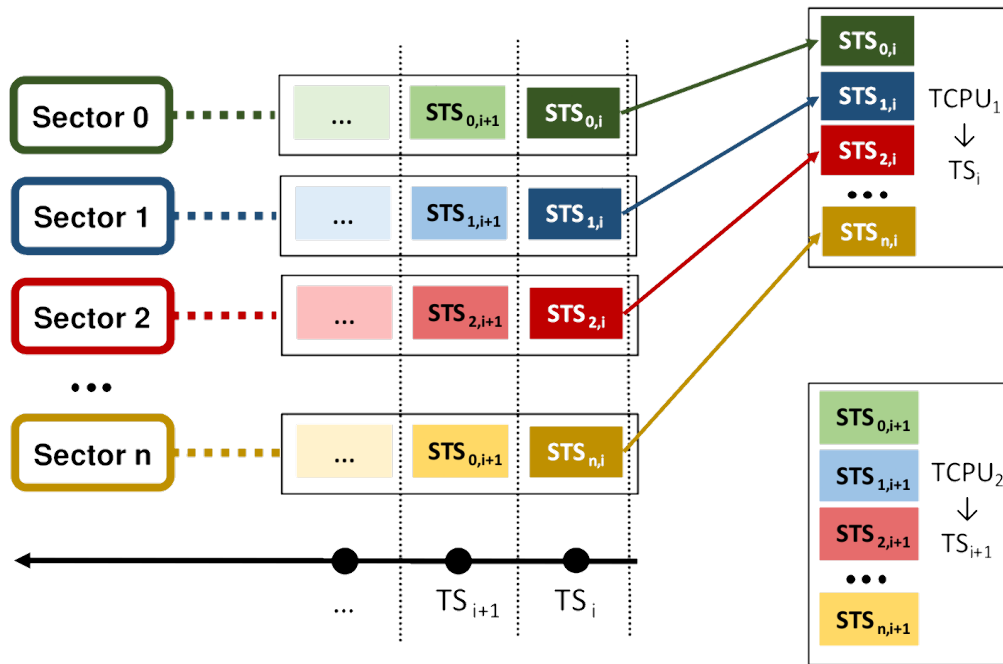 Sector 0
...
STS0,i+1
STS0,i
Sector 1
...
STS1,i+1
STS1,i
Sector 2
...
STS2,i+1
STS2,i
...
Sector n
...
STS0,i+1
STSn,i
...
TS i+1
TS i
STS0,i
STS1,i
STS2,i
...
STSn,i
TCPU1
↓
TSi
STS0,i+1
STS1,i+1
STS2,i+1
...
STSn,i+1
TCPU2
↓
TSi+1